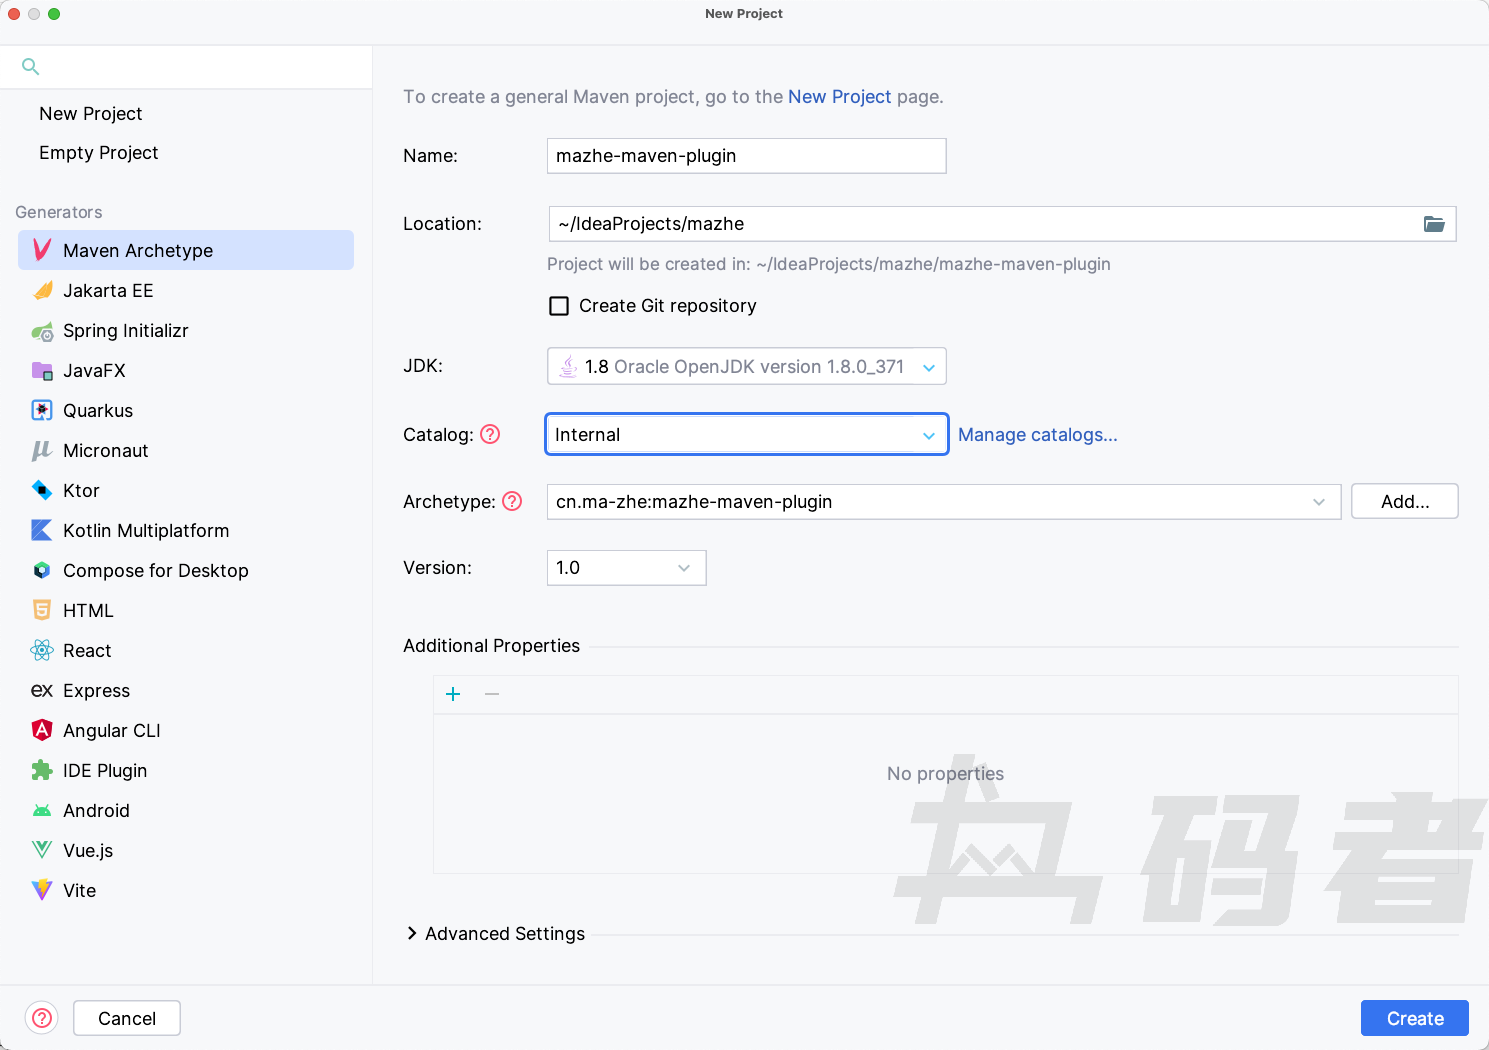 New Project
New Project
Empty Project
Generators
Maven Archetype
Jakarta EE
Spring Initializr
JavaFX
Quarkus
Micronaut
Ktor
Kotlin Multiplatform
Compose for Desktop
HTML
React
ex Express
Angular CLI
IDE Plugin
Android
Vue.js
Vite
To create a general Maven project, go to the New Project page.
Name: mazhe-maven-plugin
Location: ~/IdeaProjects/mazhe
Project will be created in: ~/IdeaProjects/mazhe/mazhe-maven-plugin
Create Git repository
JDK: 1.8 Oracle OpenJDK version 1.8.0_371
Catalog: ? Internal Manage catalogs...
Archetype: ? cn.ma-zhe:mazhe-maven-plugin Add...
Version: 1.0
Additional Properties
No properties
码者
Advanced Settings
? Cancel Create